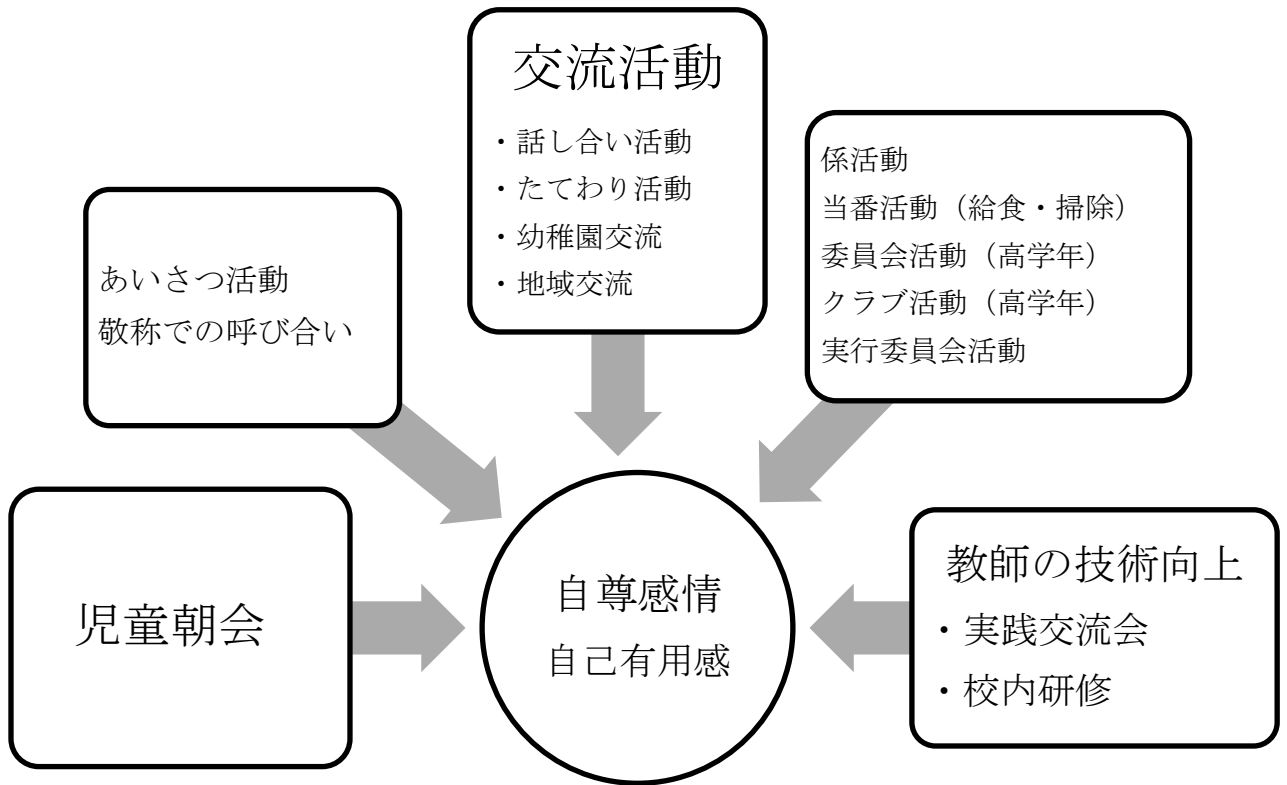 交流活動
・話し合い活動
・たてわり活動
・幼稚園交流
・地域交流
係活動
当番活動（給食・掃除）
委員会活動（高学年）
クラブ活動（高学年）
実行委員会活動
あいさつ活動
敬称での呼び合い
児童朝会
自尊感情
自己有用感
教師の技術向上
・実践交流会
・校内研修